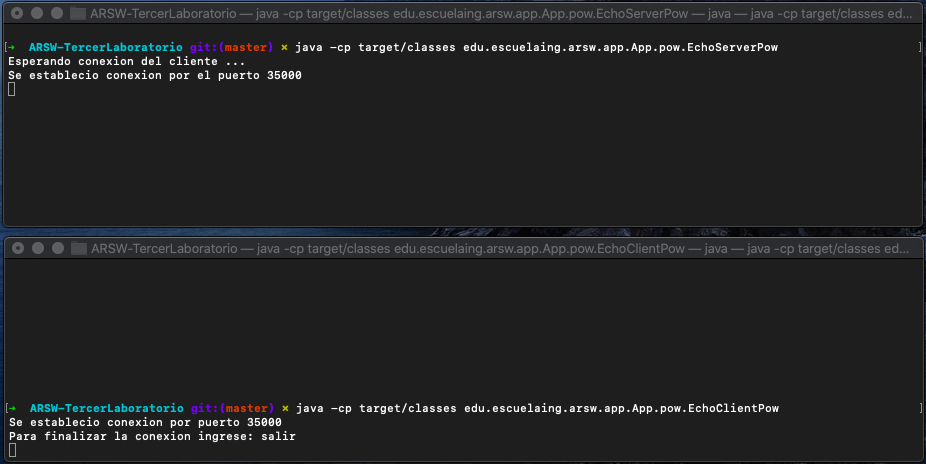 ARSW-TercerLaboratorio — java -cp target/classes edu.escuelaing.arsw.app.App.pow.EchoServerPow — java — java -cp target/classes ed...
[➜  ARSW-TercerLaboratorio git:(master) × java -cp target/classes edu.escuelaing.arsw.app.App.pow.EchoServerPow ]
Esperando conexion del cliente ...
Se establecio conexion por el puerto 35000
ARSW-TercerLaboratorio — java -cp target/classes edu.escuelaing.arsw.app.App.pow.EchoClientPow — java — java -cp target/classes ed...
[➜  ARSW-TercerLaboratorio git:(master) × java -cp target/classes edu.escuelaing.arsw.app.App.pow.EchoClientPow ]
Se establecio conexion por puerto 35000
Para finalizar la conexion ingrese: salir